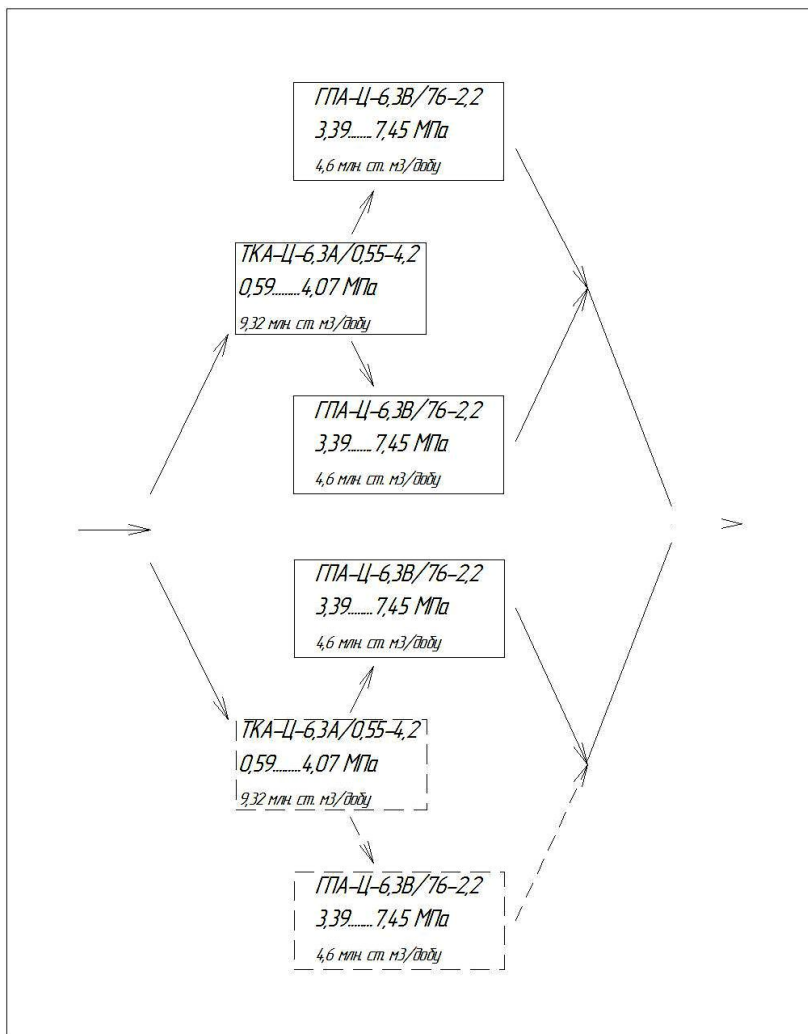 ГПА-Ц-6,3В/76-2,2
3,39........7,45 МПа
4,6 млн. ст. м3/добу
ТКА-Ц-6,3А/0,55-4,2
0,59.........4,07 МПа
9,32 млн. ст. м3/добу
ГПА-Ц-6,3В/76-2,2
3,39........7,45 МПа
4,6 млн. ст. м3/добу
ГПА-Ц-6,3В/76-2,2
3,39........7,45 МПа
4,6 млн. ст. м3/добу
ТКА-Ц-6,3А/0,55-4,2
0,59.........4,07 МПа
9,32 млн. ст. м3/добу
ГПА-Ц-6,3В/76-2,2
3,39........7,45 МПа
4,6 млн. ст. м3/добу